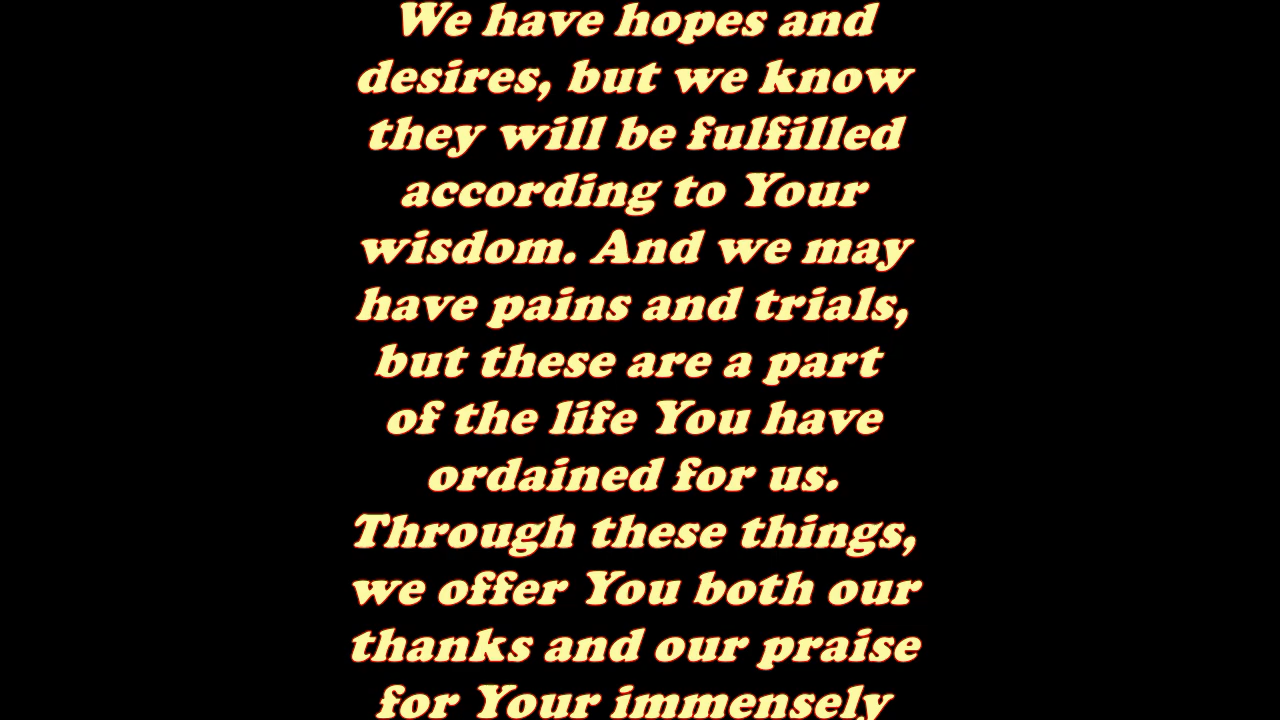 We have hopes and
desires, but we know
they will be fulfilled
according to Your
wisdom. And we may
have pains and trials,
but these are a part
of the life You have
ordained for us.
Through these things,
we offer You both our
thanks and our praise
for Your immensely